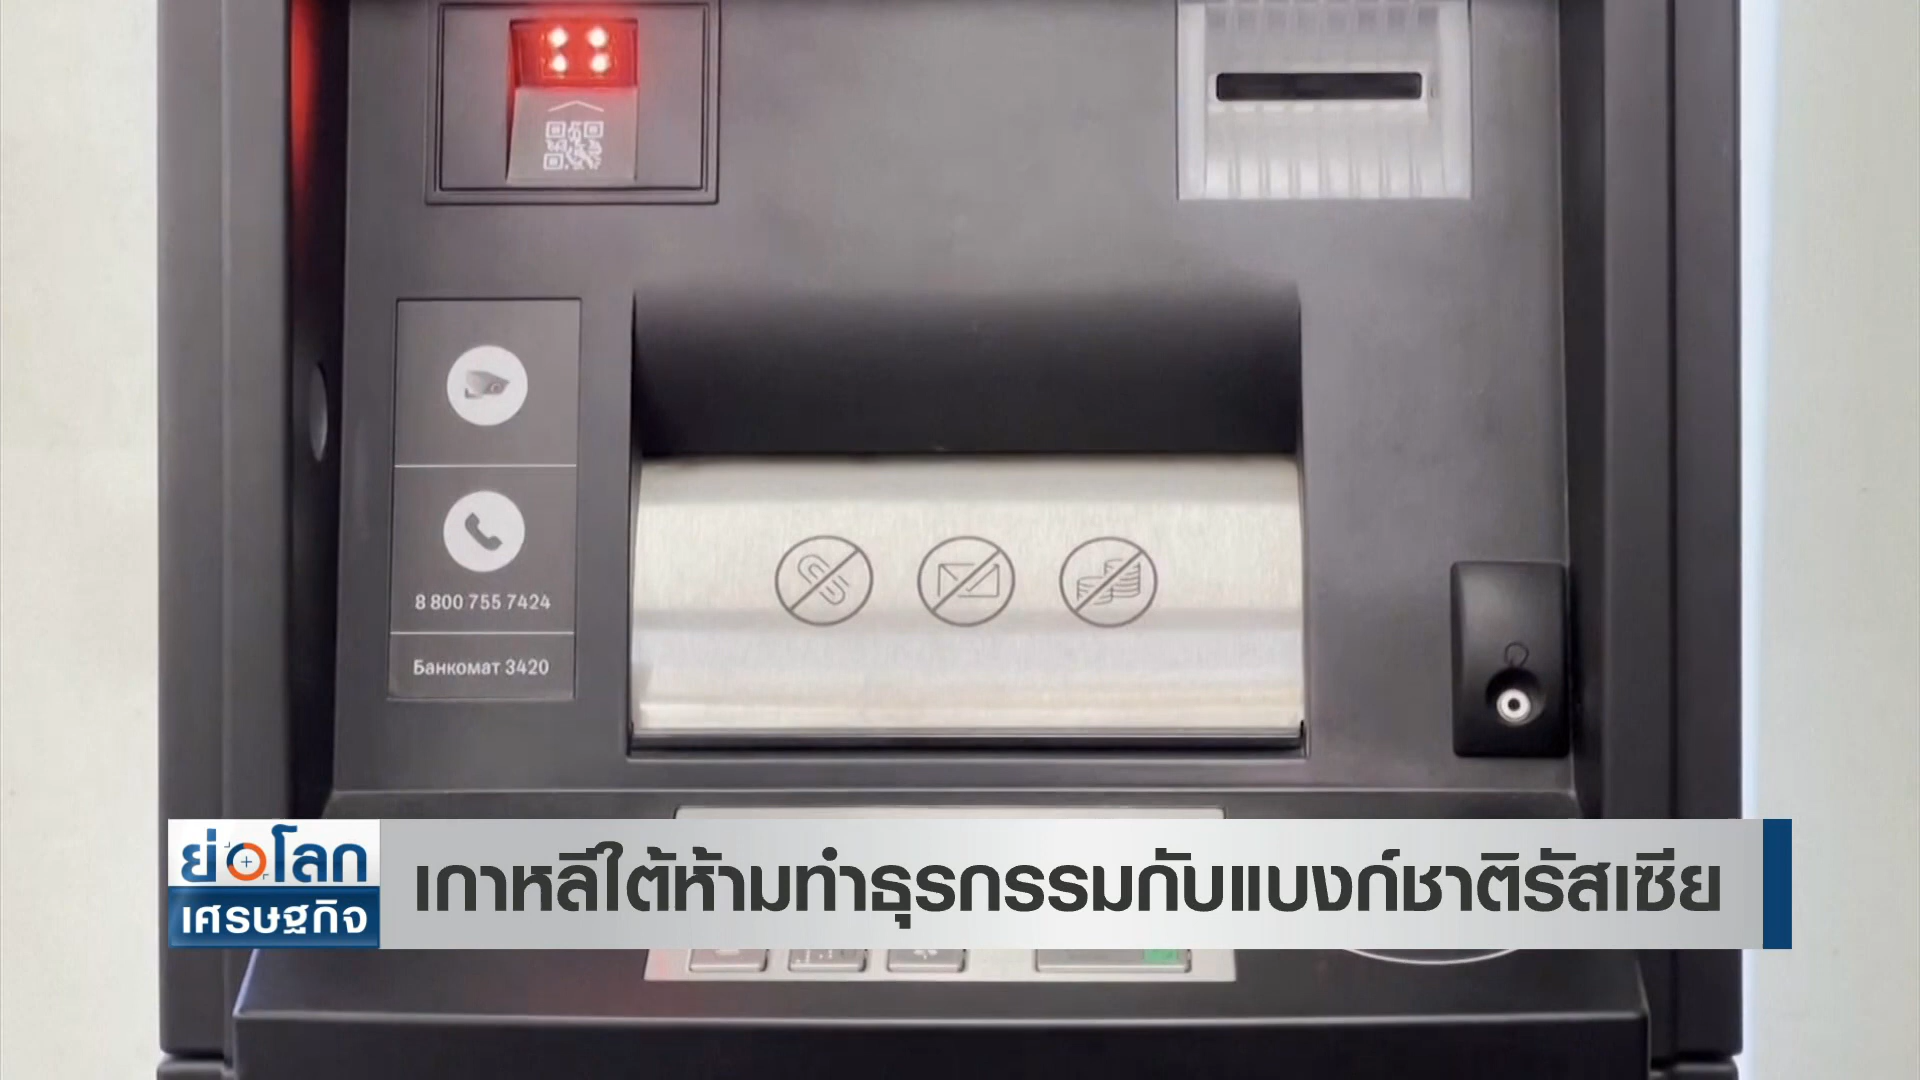 8 800 755 7424
Банкомат 3420
ย่อโลก
เศรษฐกิจ
เกาหลีใต้ห้ามทำธุรกรรมกับแบงก์ชาติรัสเซีย